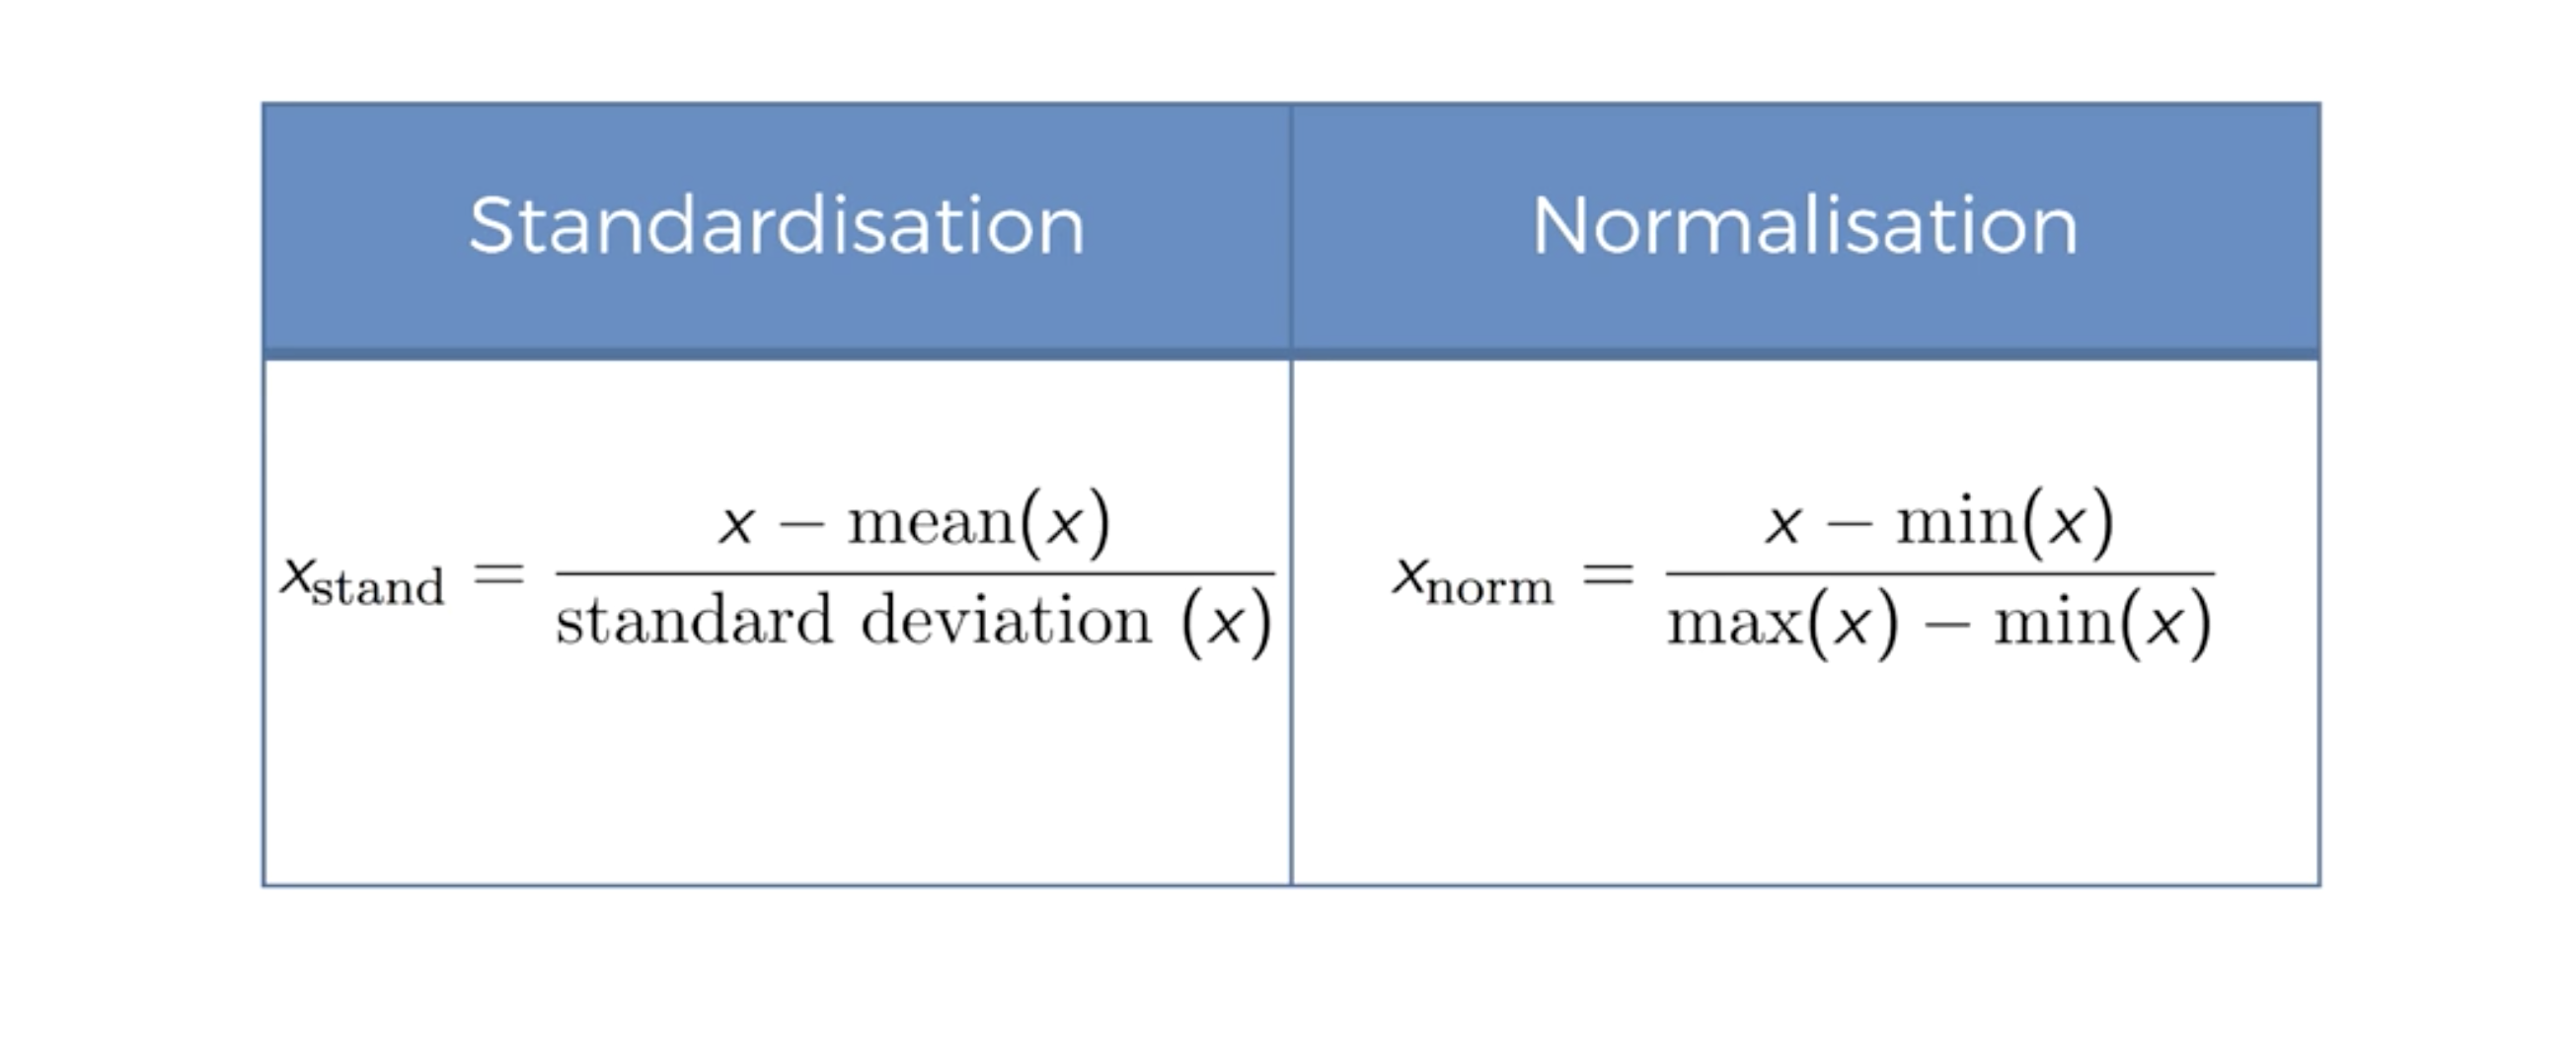 Standardisation
Normalisation
x_stand = (x − mean(x)) / (standard deviation (x))
x_norm = (x − min(x)) / (max(x) − min(x))